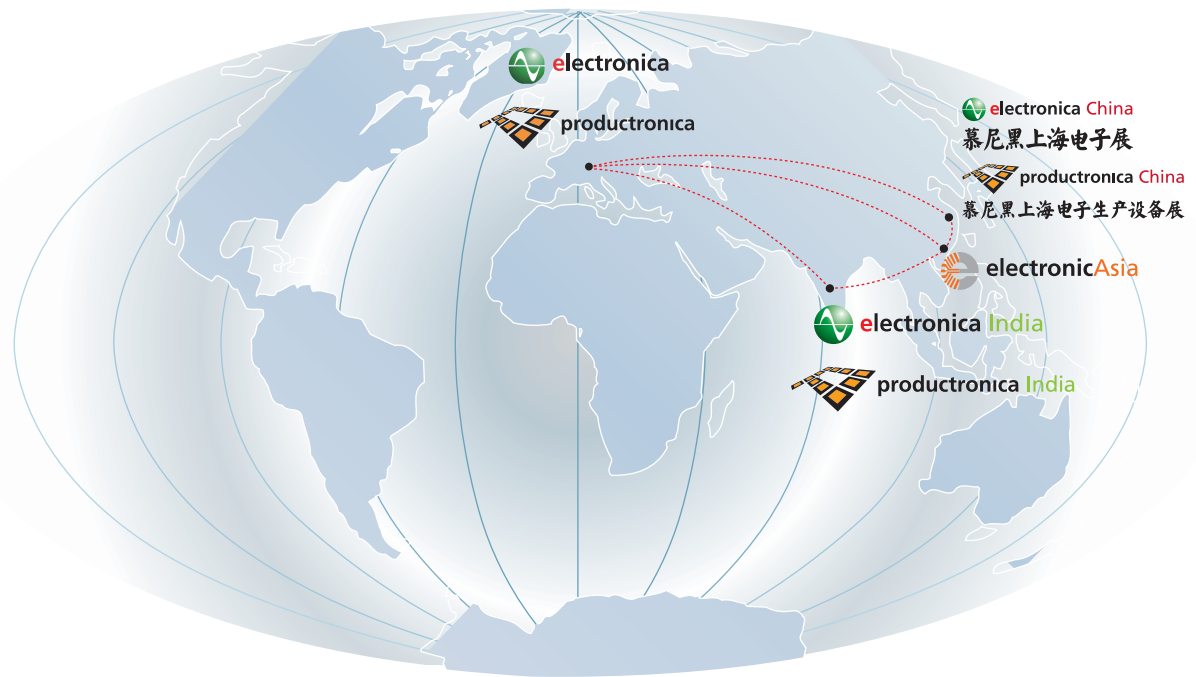 electronica
productronica
electronica China
慕尼黑上海电子展
productronica China
慕尼黑上海电子生产设备展
electronicAsia
electronica India
productronica India